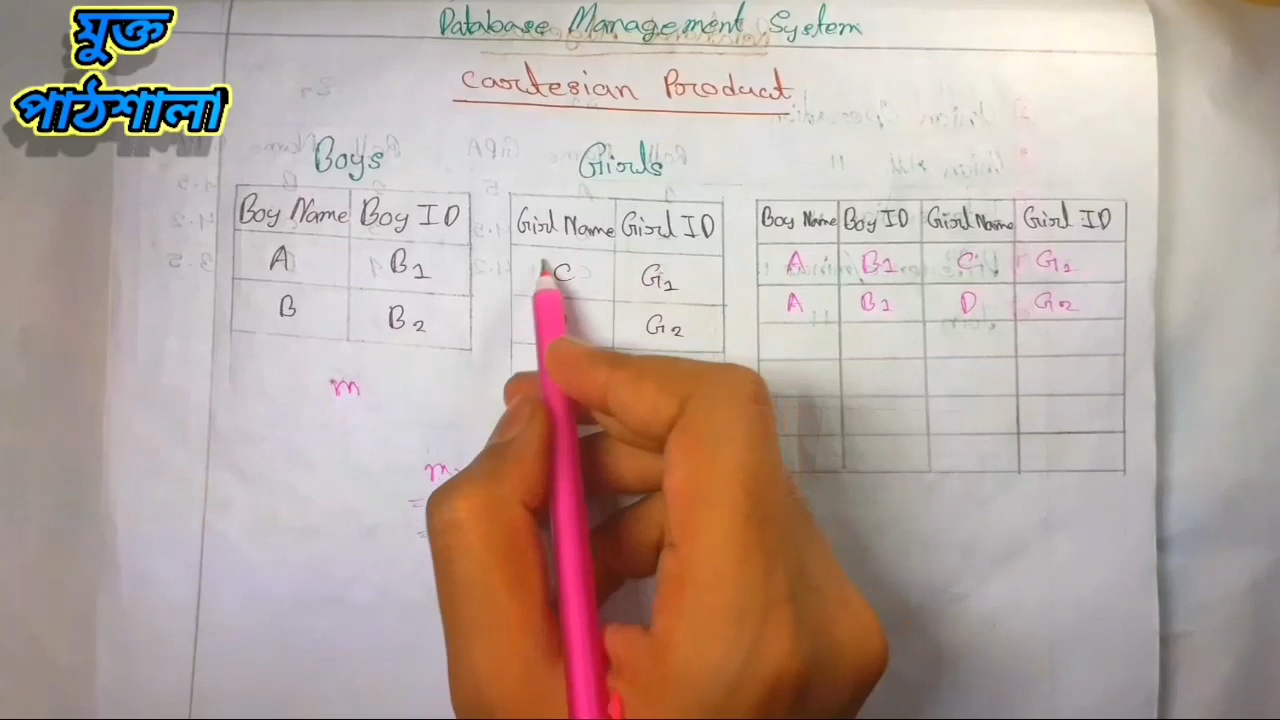 মুক্ত
পাঠশালা
Database Management System
Cartesian Product
Boys
Boy Name Boy ID
A B1
B B2
m
Girls
Girl Name Girl ID
C G1
G2
m
=
=
Boy Name Boy ID Girl Name Girl ID
A B1 C G1
A B1 D G2